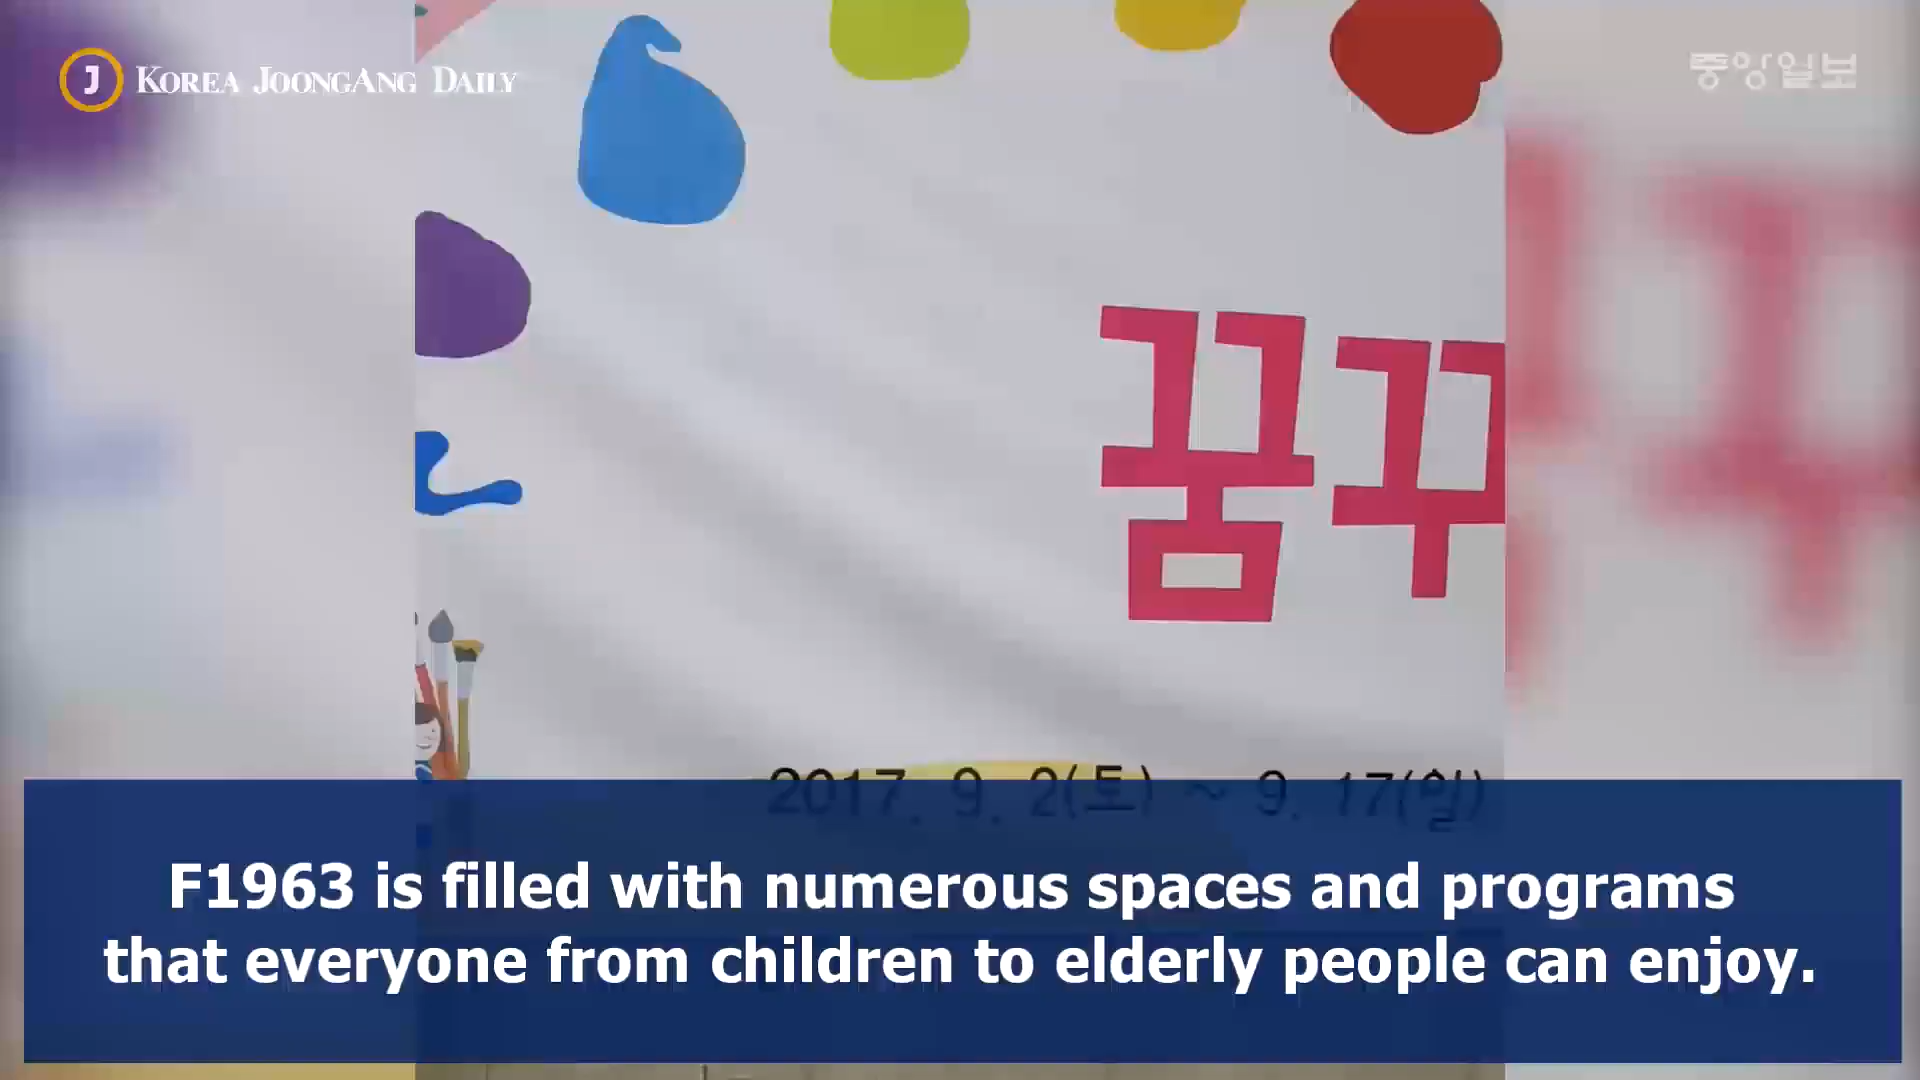 J KOREA JOONGANG DAILY
중앙일보
꿈꾸
2017. 9. 2(토) ~ 9. 17(일)
F1963 is filled with numerous spaces and programs
that everyone from children to elderly people can enjoy.